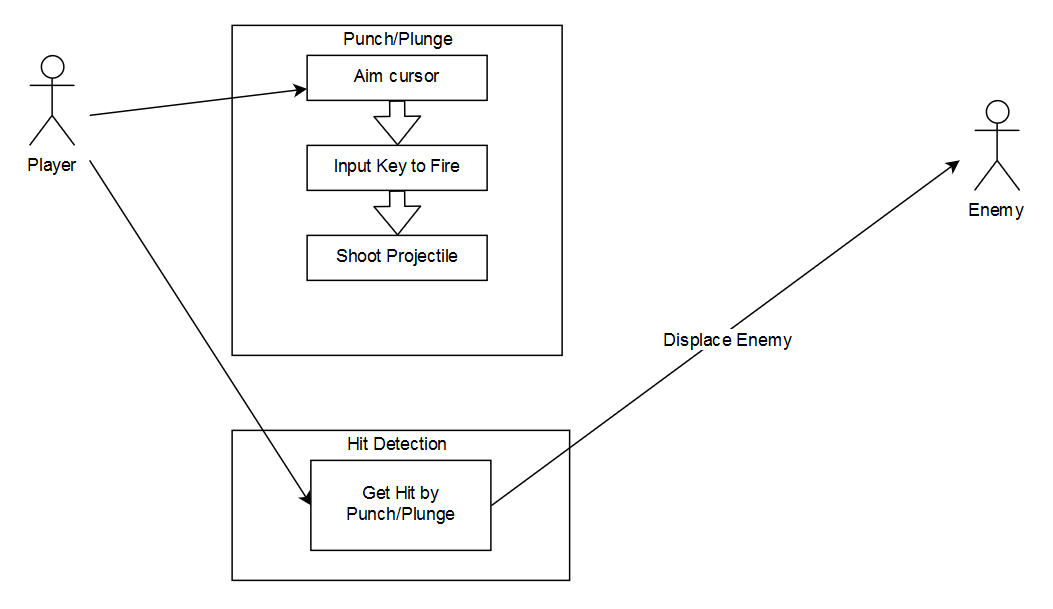 Punch/Plunge
Aim cursor
Player
Input Key to Fire
Enemy
Shoot Projectile
Displace Enemy
Hit Detection
Get Hit by
Punch/Plunge